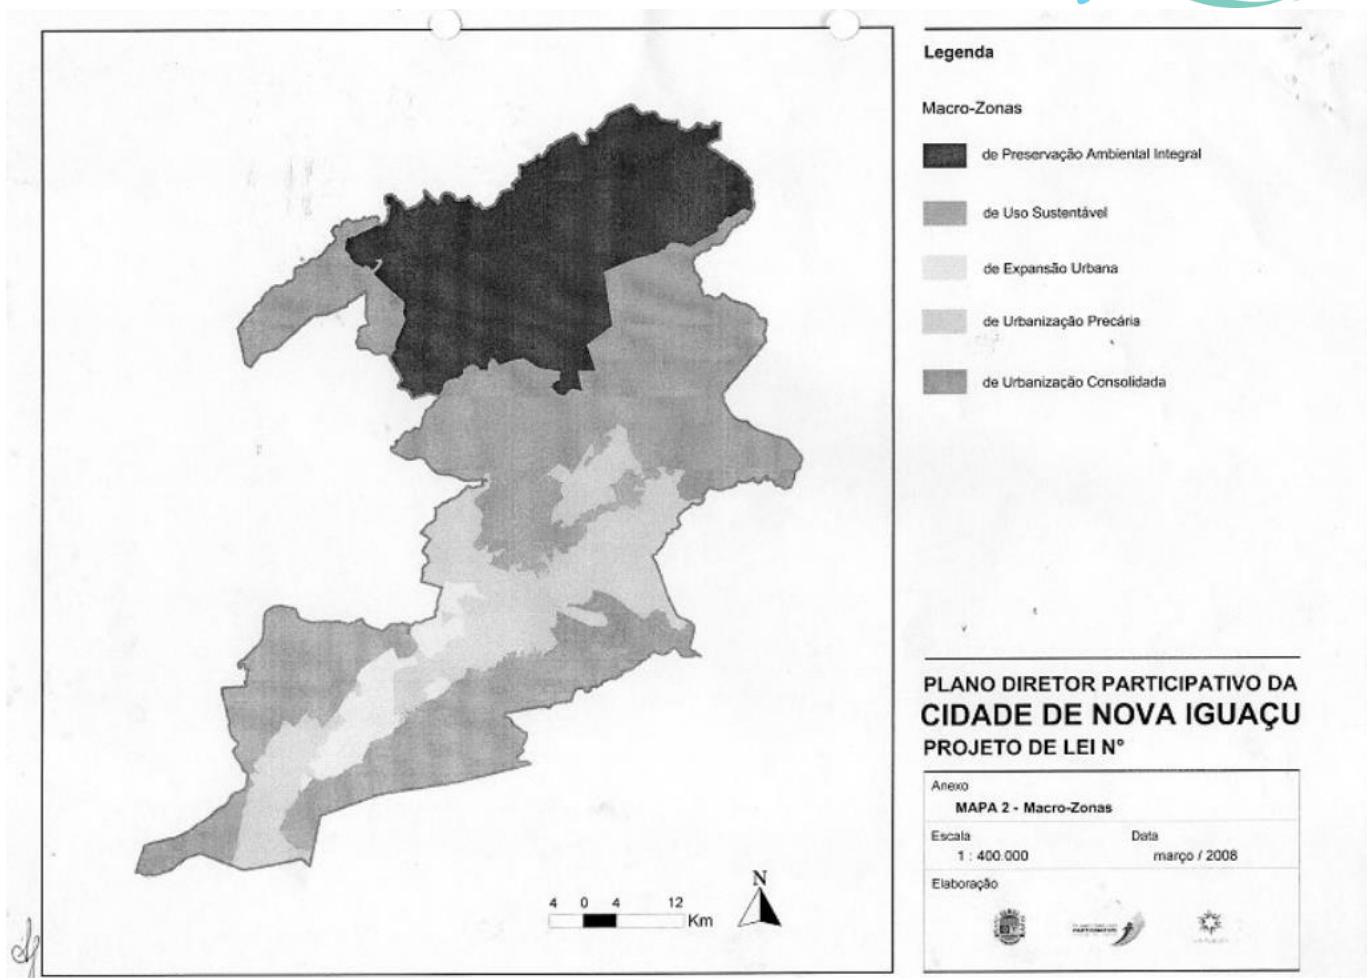 Legenda
Macro-Zonas
de Preservação Ambiental Integral
de Uso Sustentável
de Expansão Urbana
de Urbanização Precária
de Urbanização Consolidada
PLANO DIRETOR PARTICIPATIVO DA
CIDADE DE NOVA IGUAÇU
PROJETO DE LEI N°
Anexo
MAPA 2 - Macro-Zonas
Escala
Data
1 : 400.000
março / 2008
Elaboração
N
4 0 4 12
Km